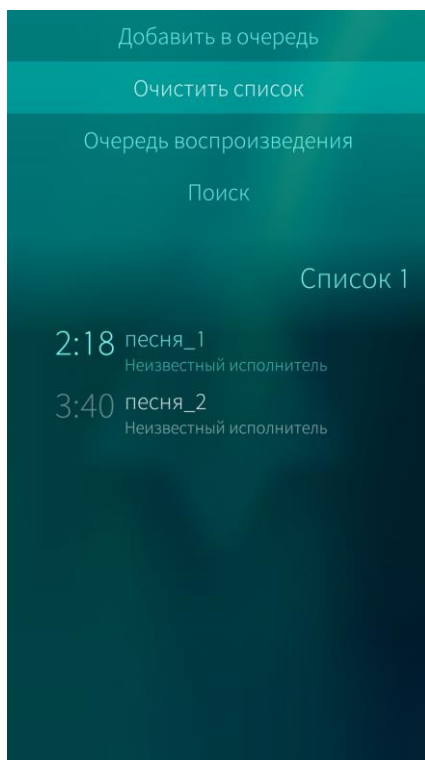 Добавить в очередь
Очистить список
Очередь воспроизведения
Поиск
Список 1
2:18 песня_1
Неизвестный исполнитель
3:40 песня_2
Неизвестный исполнитель